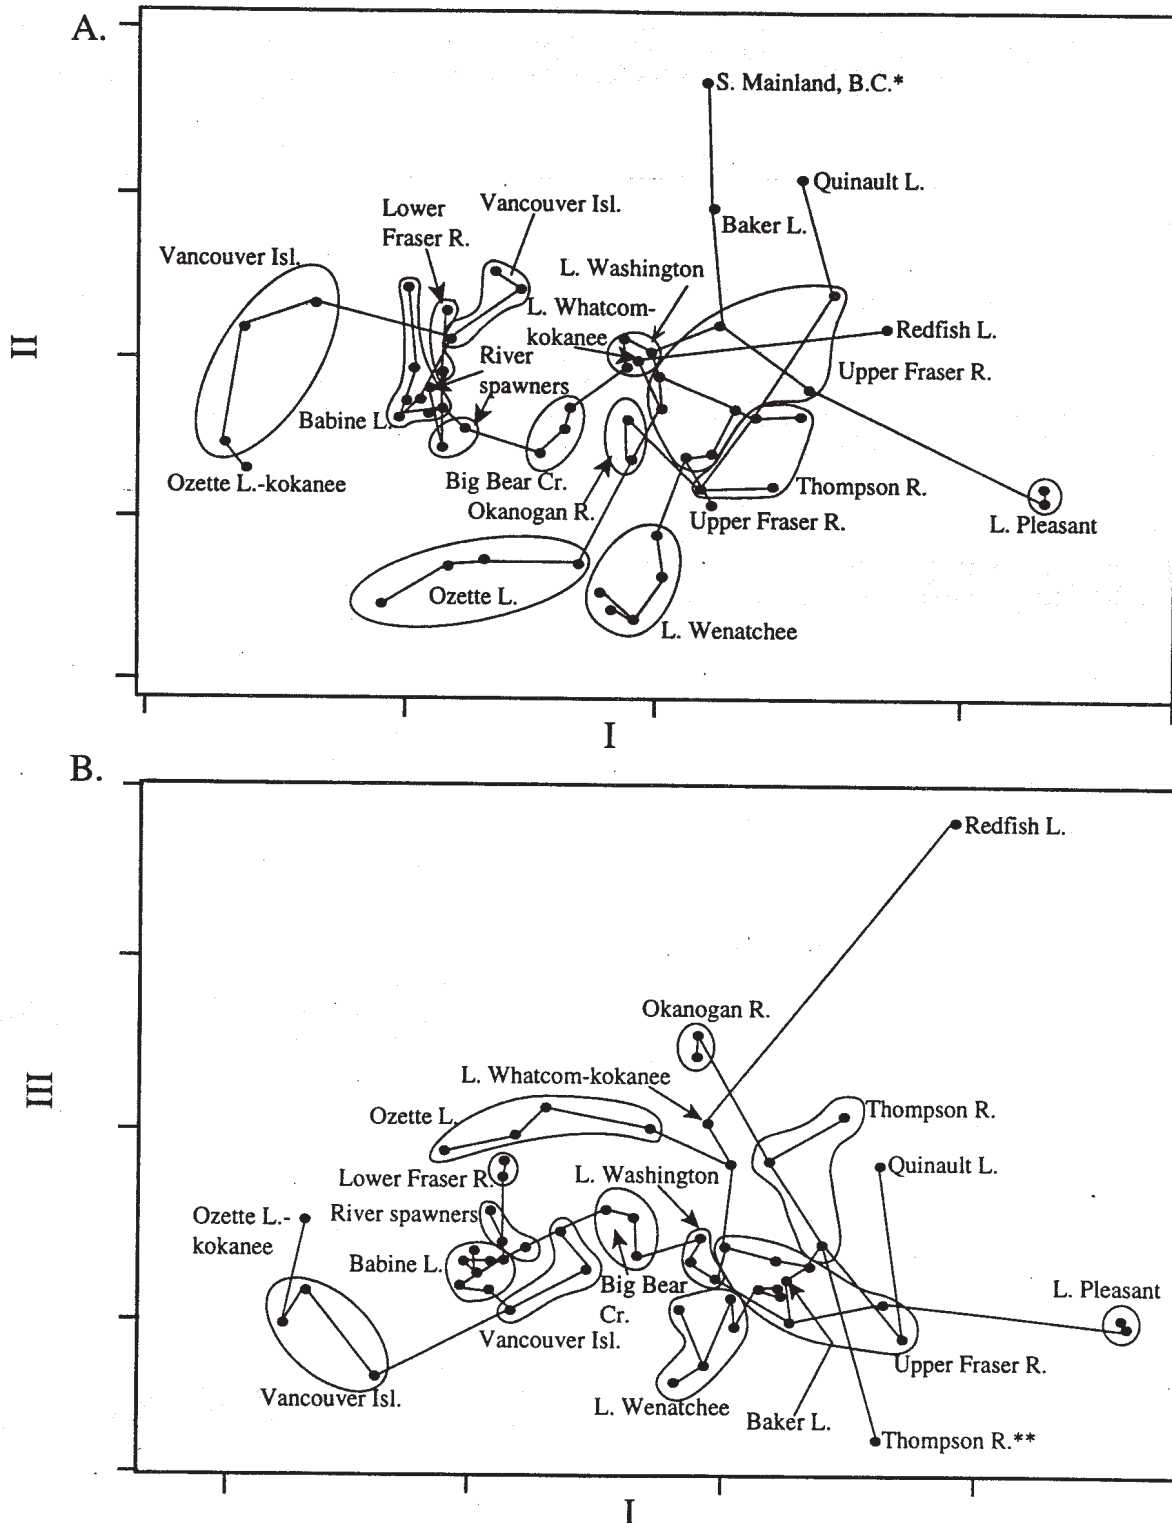 A.
S. Mainland, B.C.*
Quinault L.
Lower
Fraser R.
Vancouver Isl.
Baker L.
Vancouver Isl.
L. Washington
L. Whatcom-
kokanee
Redfish L.
II
River
spawners
Upper Fraser R.
Babine L.
Ozette L.-kokanee
Big Bear Cr.
Thompson R.
Okanogan R.
Upper Fraser R.
L. Pleasant
Ozette L.
L. Wenatchee
I
B.
Redfish L.
Okanogan R.
III
L. Whatcom-kokanee
Ozette L.
Thompson R.
Lower Fraser R.
L. Washington
Quinault L.
Ozette L.-
kokanee
River spawners
Babine L.
Big Bear
Cr.
L. Pleasant
Vancouver Isl.
Upper Fraser R.
Vancouver Isl.
L. Wenatchee
Baker L.
Thompson R.**
I